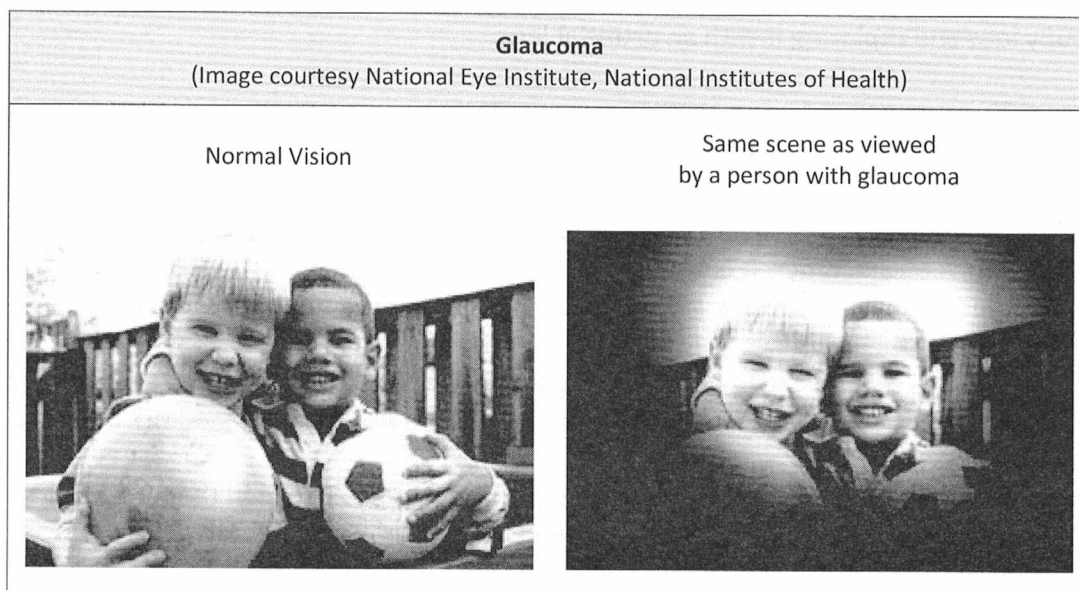 Glaucoma
(Image courtesy National Eye Institute, National Institutes of Health)
Normal Vision
Same scene as viewed
by a person with glaucoma